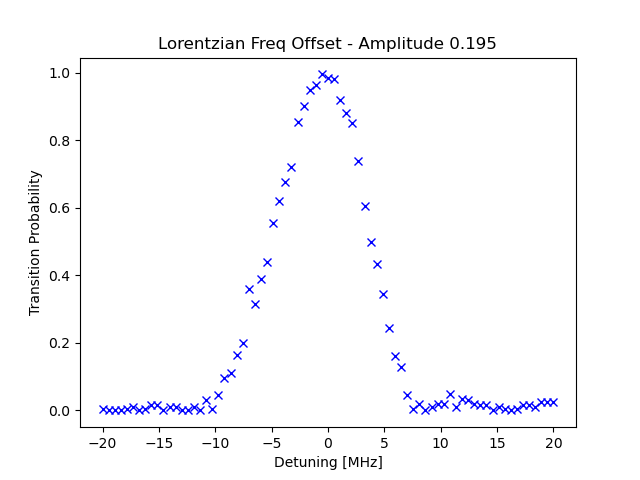 Lorentzian Freq Offset - Amplitude 0.195
1.0
0.8
0.6
0.4
0.2
0.0
Transition Probability
−20 −15 −10 −5 0 5 10 15 20
Detuning [MHz]